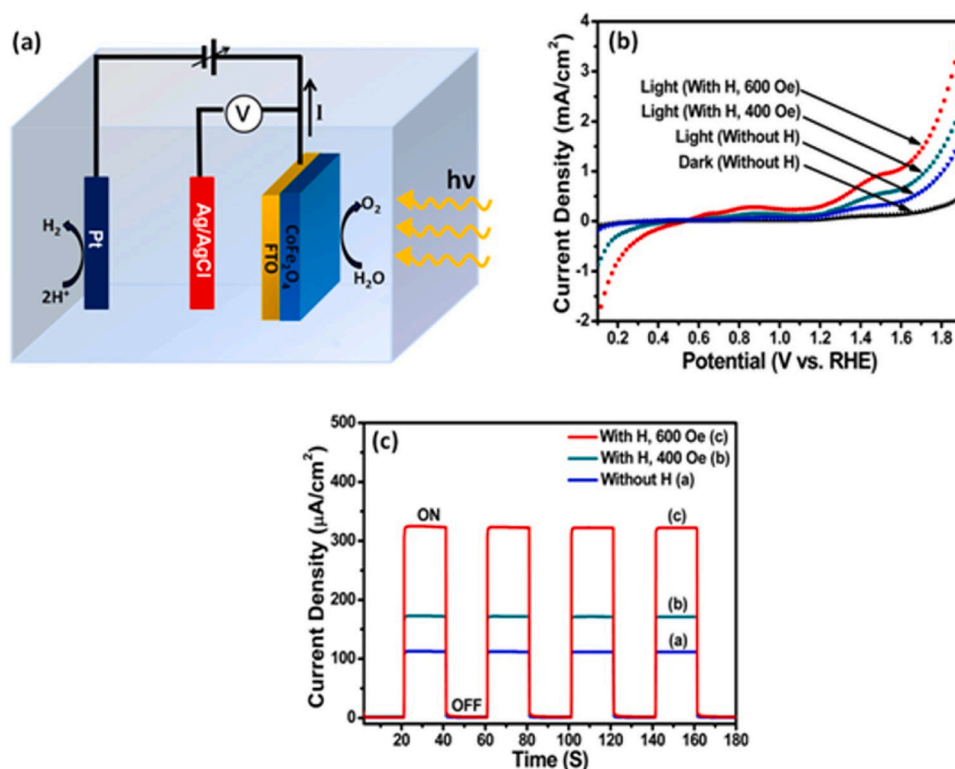 (a)
V
I
hν
H₂
2H⁺
Pt
Ag/AgCl
FTO
CoFe₂O₄
O₂
H₂O
(b)
Current Density (mA/cm²)
4
3
2
1
0
-1
-2
Light (With H, 600 Oe)
Light (With H, 400 Oe)
Light (Without H)
Dark (Without H)
0.2 0.6 0.8 1.2 1.4 1.6 1.8
Potential (V vs. RHE)
(c)
Current Density (µA/cm²)
500
400
300
200
100
0
With H, 600 Oe (c)
With H, 400 Oe (b)
Without H (a)
ON
(c)
(b)
(a)
OFF
20 40 60 80 100 120 140 160 180
Time (S)